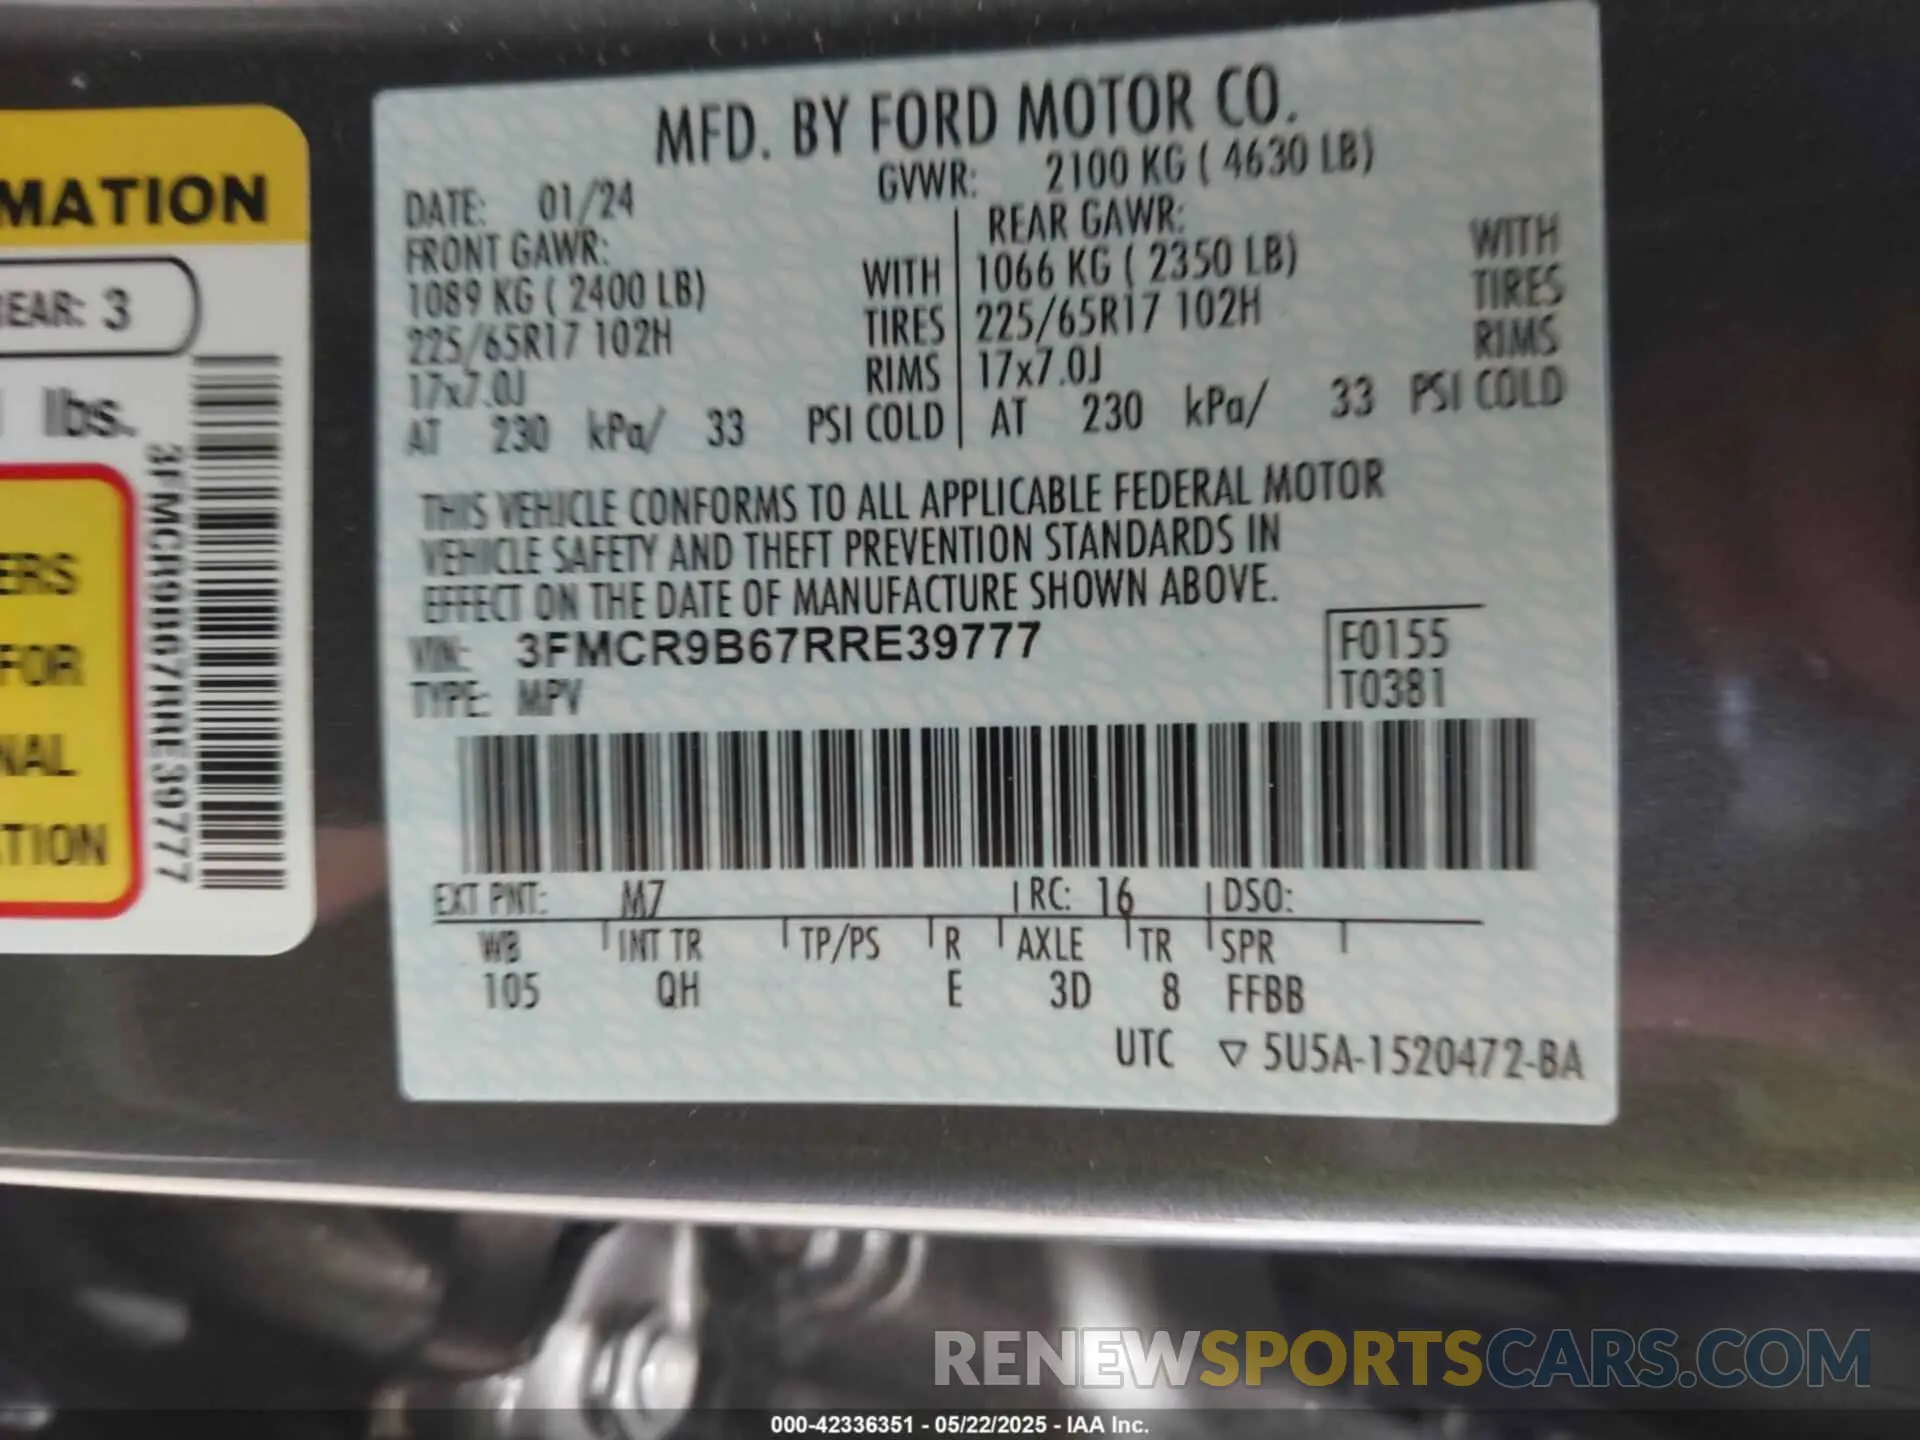 MATION
EAR: 3
lbs.
3FMCR9B67RRE39777
ERS
FOR
NAL
TION
MFD. BY FORD MOTOR CO.
DATE: 01/24 GVWR: 2100 KG ( 4630 LB)
FRONT GAWR: REAR GAWR:
1089 KG ( 2400 LB) WITH 1066 KG ( 2350 LB) WITH
225/65R17 102H TIRES 225/65R17 102H TIRES
17x7.0J RIMS 17x7.0J RIMS
AT 230 kPa/ 33 PSI COLD AT 230 kPa/ 33 PSI COLD
THIS VEHICLE CONFORMS TO ALL APPLICABLE FEDERAL MOTOR
VEHICLE SAFETY AND THEFT PREVENTION STANDARDS IN
EFFECT ON THE DATE OF MANUFACTURE SHOWN ABOVE.
VIN: 3FMCR9B67RRE39777 F0155
TYPE: MPV T0381
EXT PNT: M7 RC: 16 DSO:
WB INT TR TP/PS R AXLE TR SPR
105 QH E 3D 8 FFBB
UTC ▽ 5U5A-1520472-BA
RENEWSPORTSCARS.COM
000-42336351 - 05/22/2025 - IAA Inc.